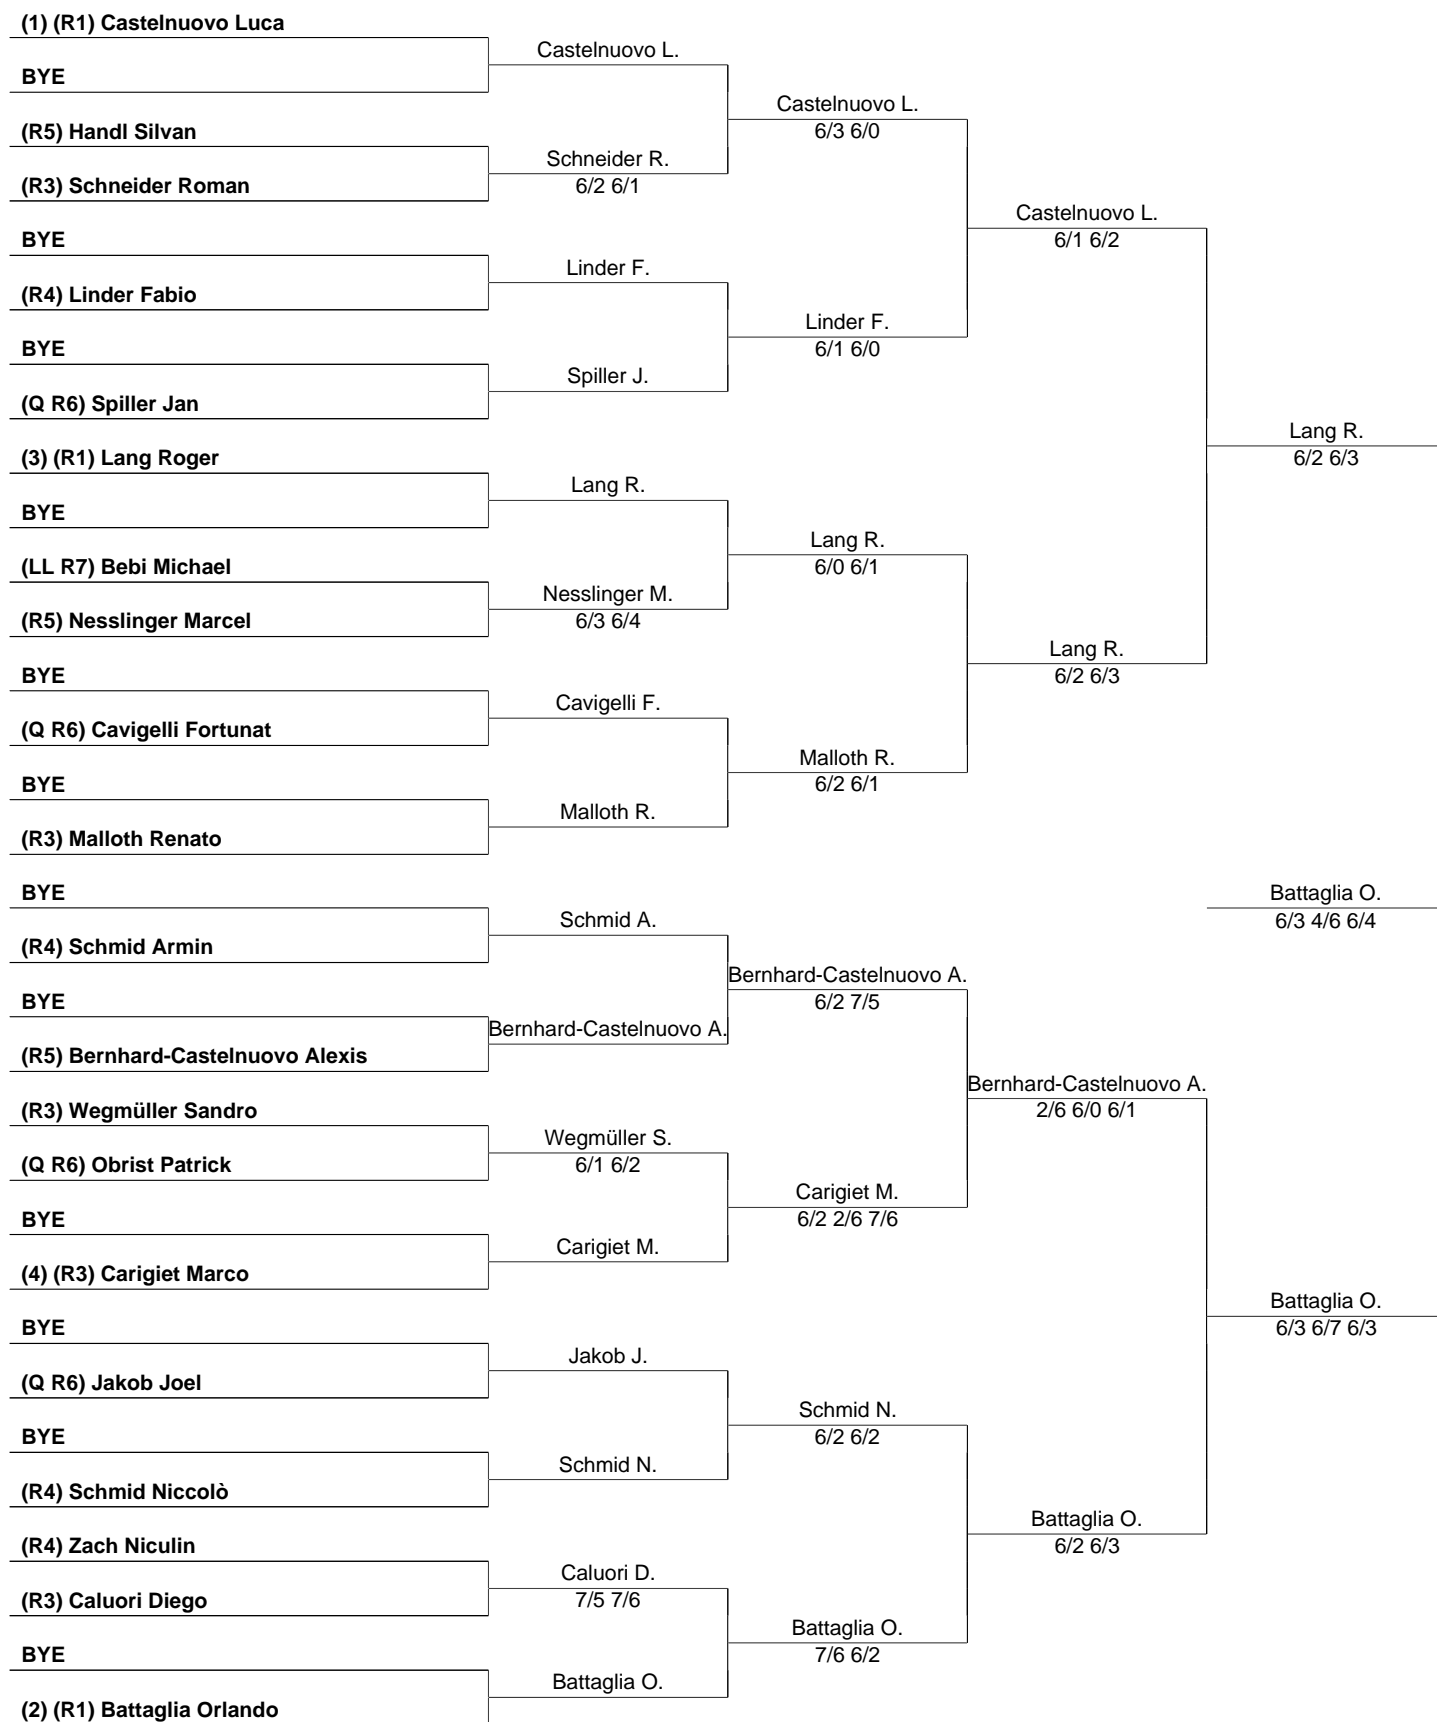 (1) (R1) Castelnuovo Luca
BYE
(R5) Handl Silvan
(R3) Schneider Roman
BYE
(R4) Linder Fabio
BYE
(Q R6) Spiller Jan
(3) (R1) Lang Roger
BYE
(LL R7) Bebi Michael
(R5) Nesslinger Marcel
BYE
(Q R6) Cavigelli Fortunat
BYE
(R3) Malloth Renato
BYE
(R4) Schmid Armin
BYE
(R5) Bernhard-Castelnuovo Alexis
(R3) Wegmüller Sandro
(Q R6) Obrist Patrick
BYE
(4) (R3) Carigiet Marco
BYE
(Q R6) Jakob Joel
BYE
(R4) Schmid Niccolò
(R4) Zach Niculin
(R3) Caluori Diego
BYE
(2) (R1) Battaglia Orlando
Castelnuovo L.
Schneider R.
6/2 6/1
Linder F.
Spiller J.
Lang R.
Nesslinger M.
6/3 6/4
Cavigelli F.
Malloth R.
Schmid A.
Bernhard-Castelnuovo A.
Wegmüller S.
6/1 6/2
Carigiet M.
Jakob J.
Schmid N.
Caluori D.
7/5 7/6
Battaglia O.
Castelnuovo L.
6/3 6/0
Linder F.
6/1 6/0
Lang R.
6/0 6/1
Malloth R.
6/2 6/1
Bernhard-Castelnuovo A.
6/2 7/5
Carigiet M.
6/2 2/6 7/6
Schmid N.
6/2 6/2
Battaglia O.
7/6 6/2
Castelnuovo L.
6/1 6/2
Lang R.
6/2 6/3
Bernhard-Castelnuovo A.
2/6 6/0 6/1
Battaglia O.
6/2 6/3
Lang R.
6/2 6/3
Battaglia O.
6/3 4/6 6/4
Battaglia O.
6/3 6/7 6/3